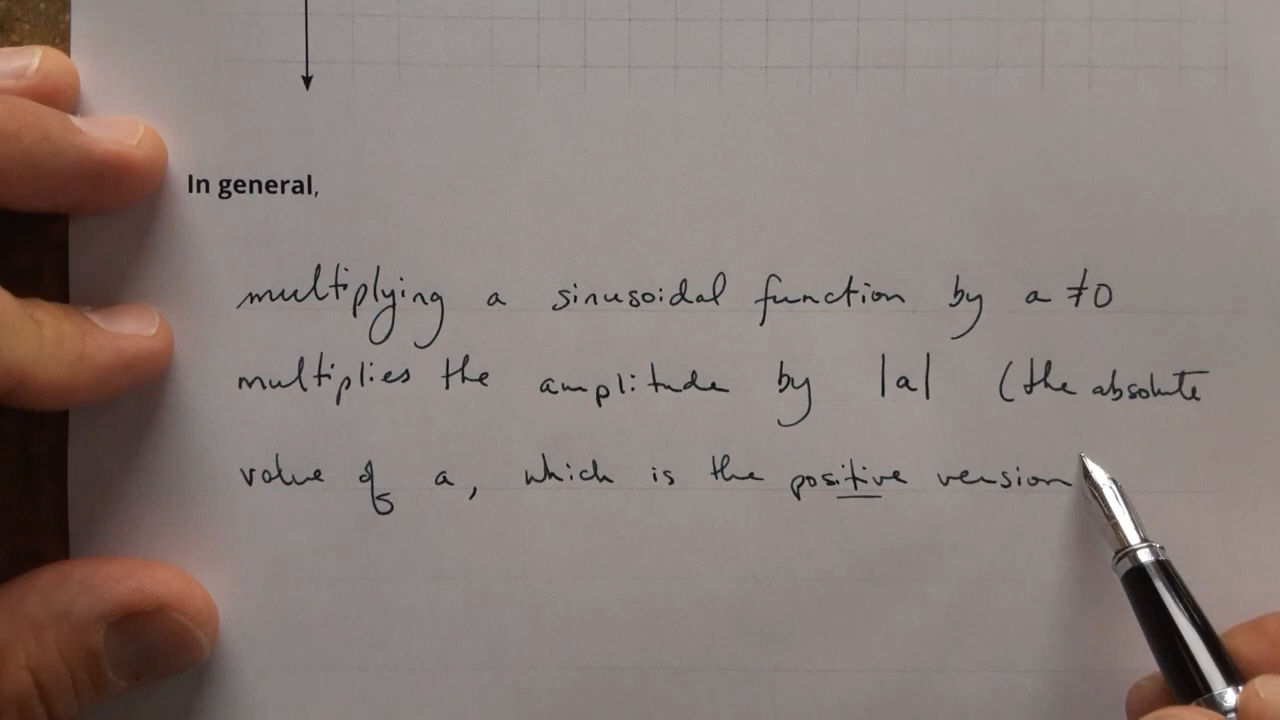 In general,
multiplying a sinusoidal function by a ≠ 0
multiplies the amplitude by |a| (the absolute
value of a, which is the positive version